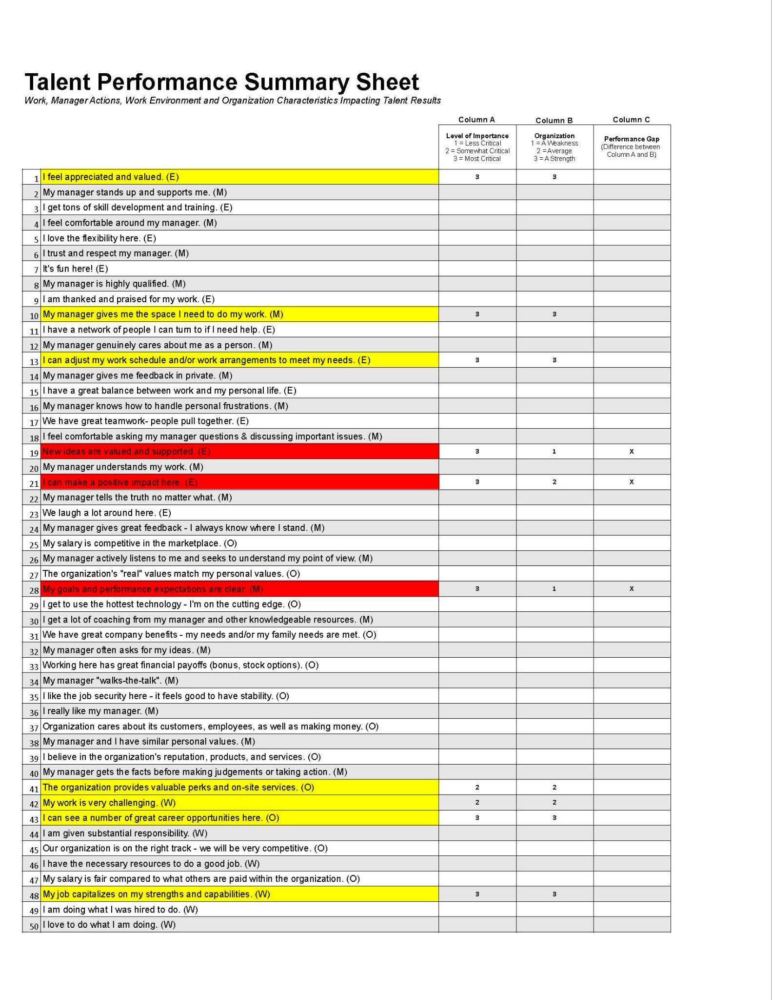 Talent Performance Summary Sheet
Work, Manager Actions, Work Environment and Organization Characteristics Impacting Talent Results
Column A Column B Column C
Level of Importance
1 = Less Critical
2 = Somewhat Critical
3 = Most Critical
Organization
1 = A Weakness
2 = Average
3 = A Strength
Performance Gap
(Difference between
Column A and B)
1 I feel appreciated and valued. (E) 3 3
2 My manager stands up and supports me. (M)
3 I get tons of skill development and training. (E)
4 I feel comfortable around my manager. (M)
5 I love the flexibility here. (E)
6 I trust and respect my manager. (M)
7 It's fun here! (E)
8 My manager is highly qualified. (M)
9 I am thanked and praised for my work. (E)
10 My manager gives me the space I need to do my work. (M) 3 3
11 I have a network of people I can turn to if I need help. (E)
12 My manager genuinely cares about me as a person. (M)
13 I can adjust my work schedule and/or work arrangements to meet my needs. (E) 3 3
14 My manager gives me feedback in private. (M)
15 I have a great balance between work and my personal life. (E)
16 My manager knows how to handle personal frustrations. (M)
17 We have great teamwork- people pull together. (E)
18 I feel comfortable asking my manager questions & discussing important issues. (M)
19 New ideas are valued and supported. (E) 3 1 X
20 My manager understands my work. (M)
21 I can make a positive impact here. (E) 3 2 X
22 My manager tells the truth no matter what. (M)
23 We laugh a lot around here. (E)
24 My manager gives great feedback - I always know where I stand. (M)
25 My salary is competitive in the marketplace. (O)
26 My manager actively listens to me and seeks to understand my point of view. (M)
27 The organization's "real" values match my personal values. (O)
28 My goals and performance expectations are clear. (M) 3 1 X
29 I get to use the hottest technology - I'm on the cutting edge. (O)
30 I get a lot of coaching from my manager and other knowledgeable resources. (M)
31 We have great company benefits - my needs and/or my family needs are met. (O)
32 My manager often asks for my ideas. (M)
33 Working here has great financial payoffs (bonus, stock options). (O)
34 My manager "walks-the-talk". (M)
35 I like the job security here - it feels good to have stability. (O)
36 I really like my manager. (M)
37 Organization cares about its customers, employees, as well as making money. (O)
38 My manager and I have similar personal values. (M)
39 I believe in the organization's reputation, products, and services. (O)
40 My manager gets the facts before making judgements or taking action. (M)
41 The organization provides valuable perks and on-site services. (O) 2 2
42 My work is very challenging. (W) 2 2
43 I can see a number of great career opportunities here. (O) 3 3
44 I am given substantial responsibility. (W)
45 Our organization is on the right track - we will be very competitive. (O)
46 I have the necessary resources to do a good job. (W)
47 My salary is fair compared to what others are paid within the organization. (O)
48 My job capitalizes on my strengths and capabilities. (W) 3 3
49 I am doing what I was hired to do. (W)
50 I love to do what I am doing. (W)